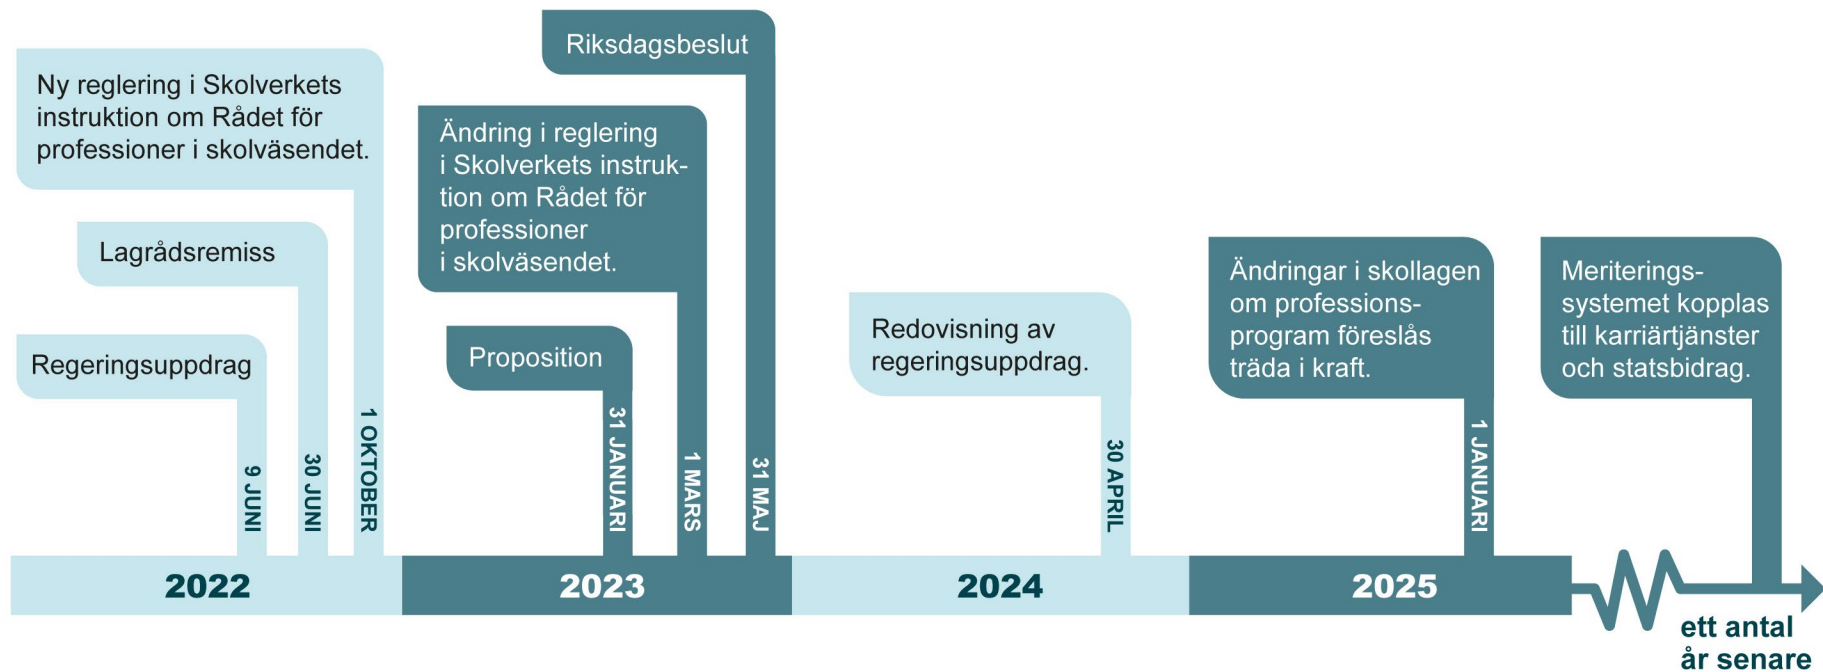 Regeringsuppdrag
9 JUNI
Lagrådsremiss
30 JUNI
Ny reglering i Skolverkets
instruktion om Rådet för
professioner i skolväsendet.
1 OKTOBER
2022
Proposition
31 JANUARI
Ändring i reglering
i Skolverkets instruk-
tion om Rådet för
professioner
i skolväsendet.
1 MARS
Riksdagsbeslut
31 MAJ
2023
Redovisning av
regeringsuppdrag.
30 APRIL
2024
Ändringar i skollagen
om professions-
program föreslås
träda i kraft.
1 JANUARI
2025
Meriterings-
systemet kopplas
till karriärtjänster
och statsbidrag.
ett antal
år senare